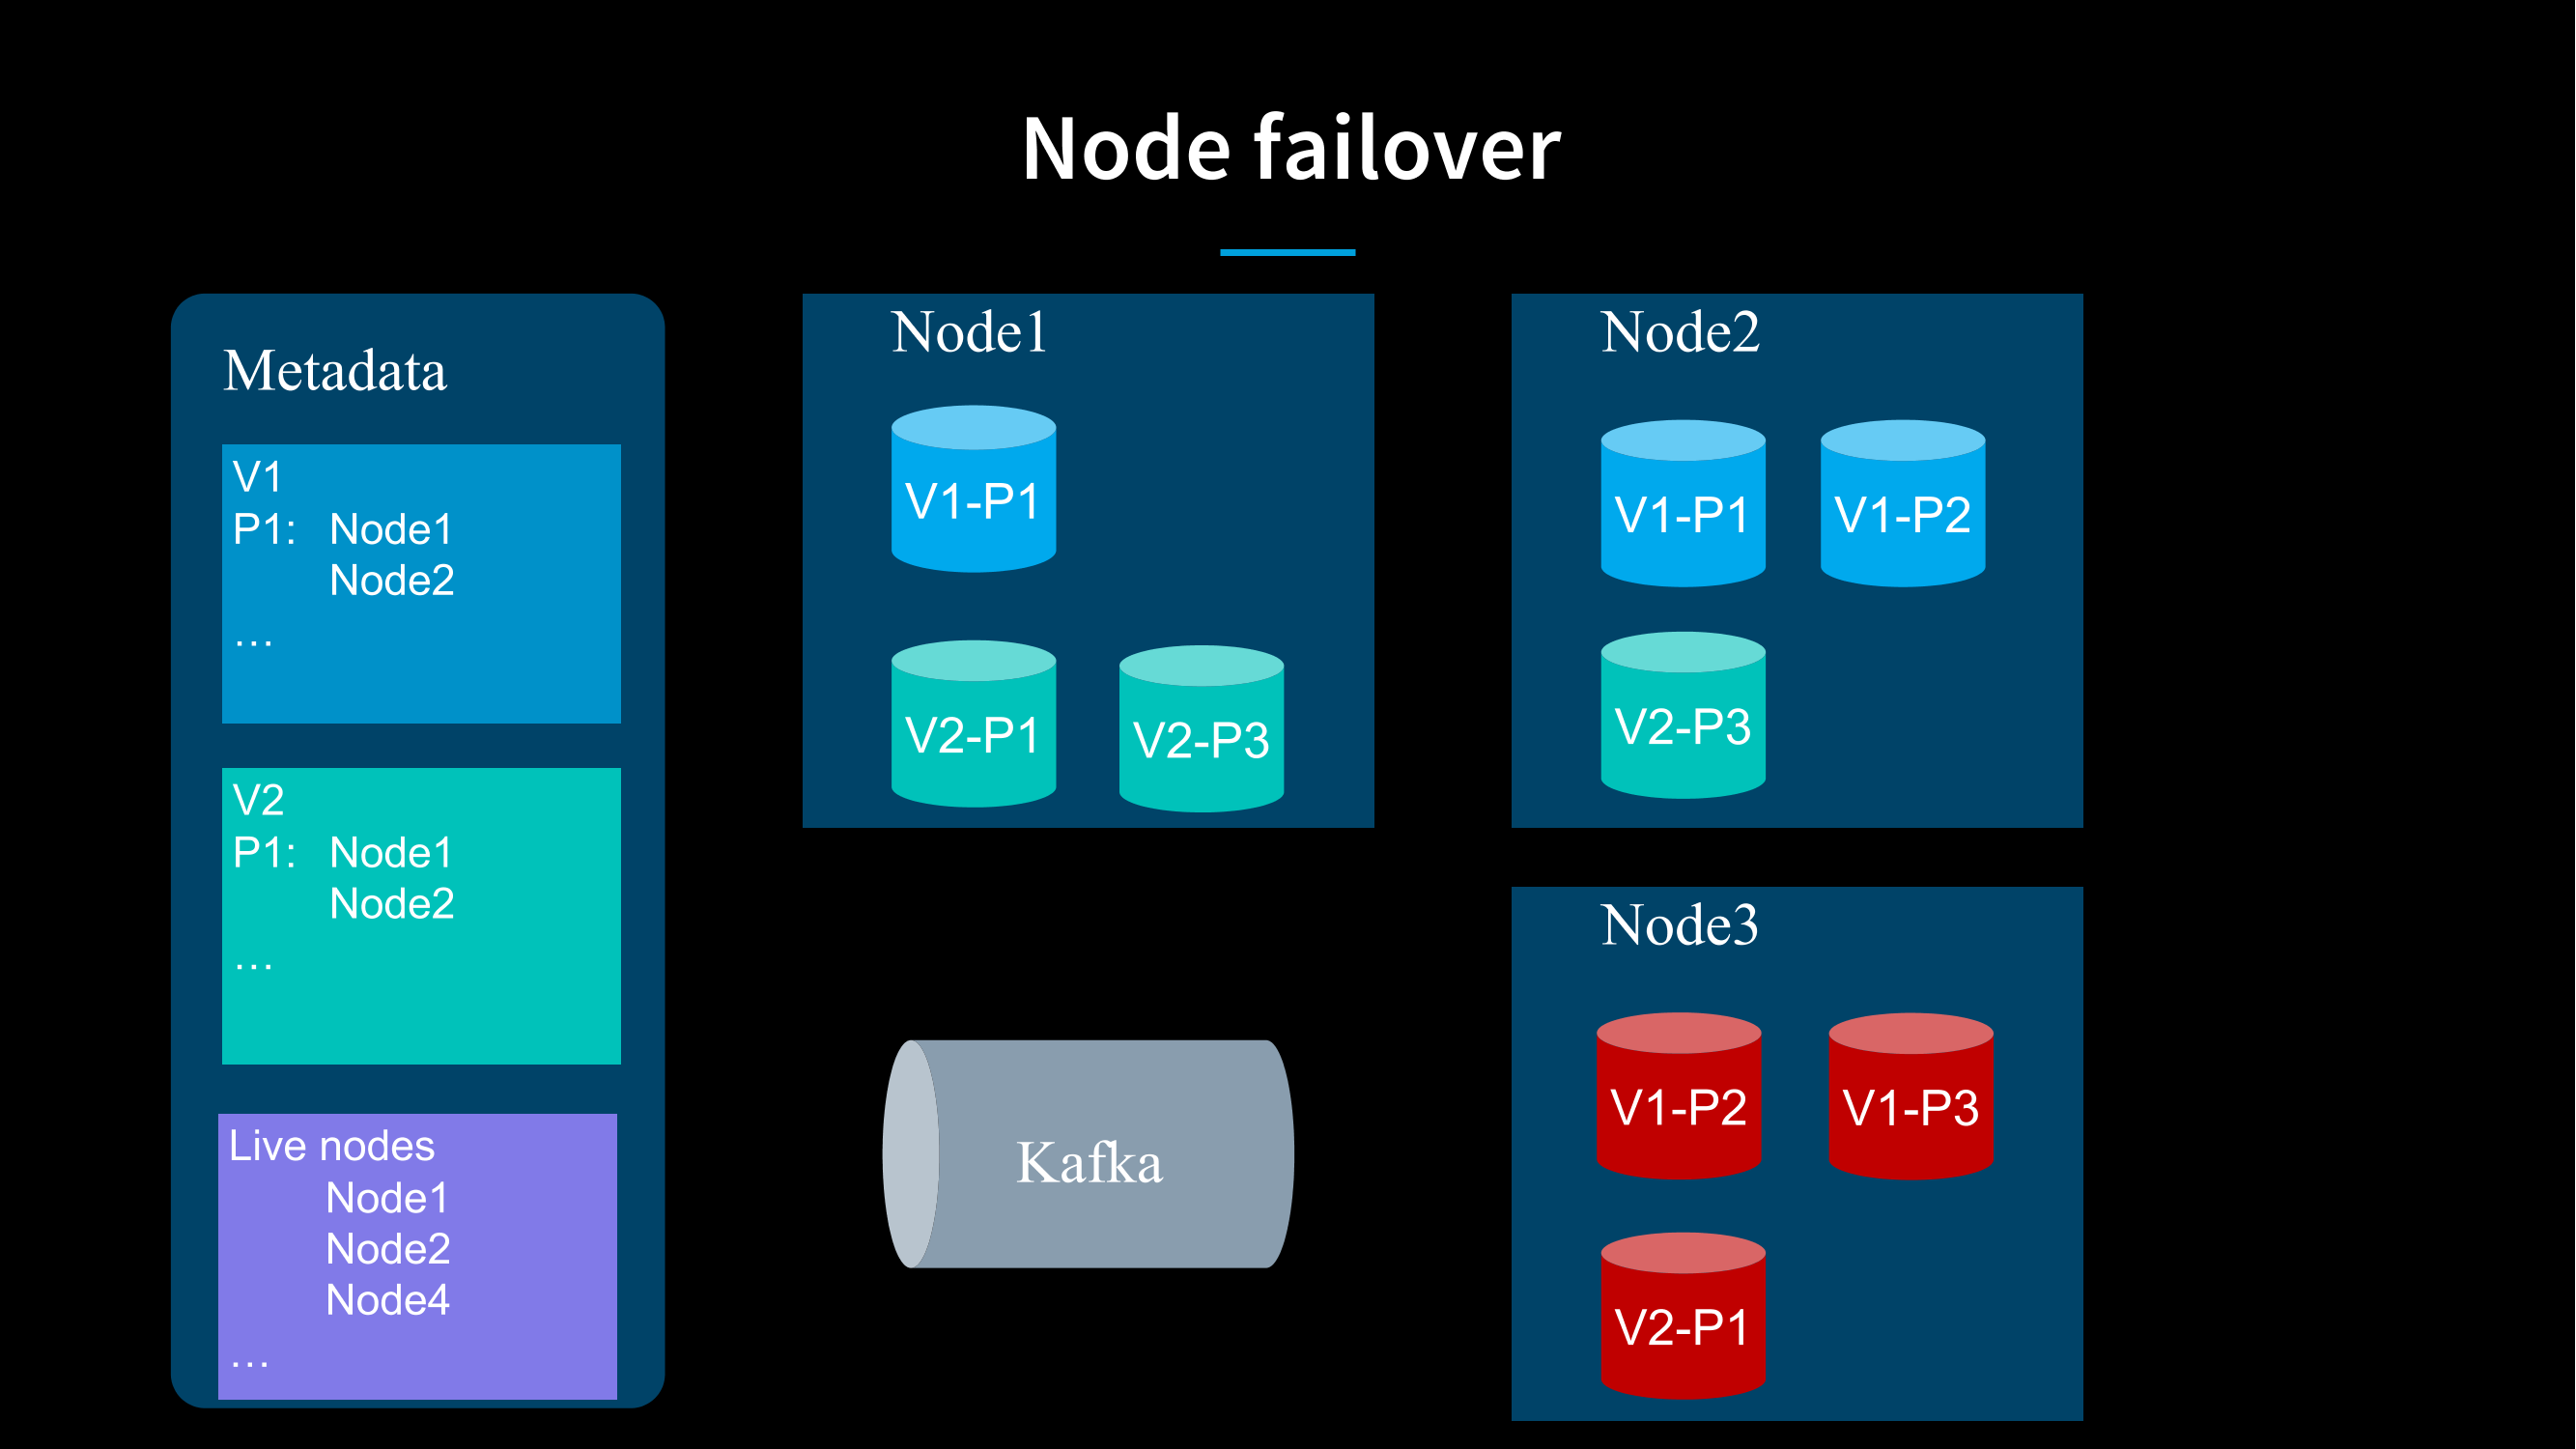 Node failover
Metadata
V1
P1: Node1
Node2
…
V2
P1: Node1
Node2
…
Live nodes
Node1
Node2
Node4
…
Node1
V1-P1
V2-P1
V2-P3
Node2
V1-P1
V1-P2
V2-P3
Kafka
Node3
V1-P2
V1-P3
V2-P1